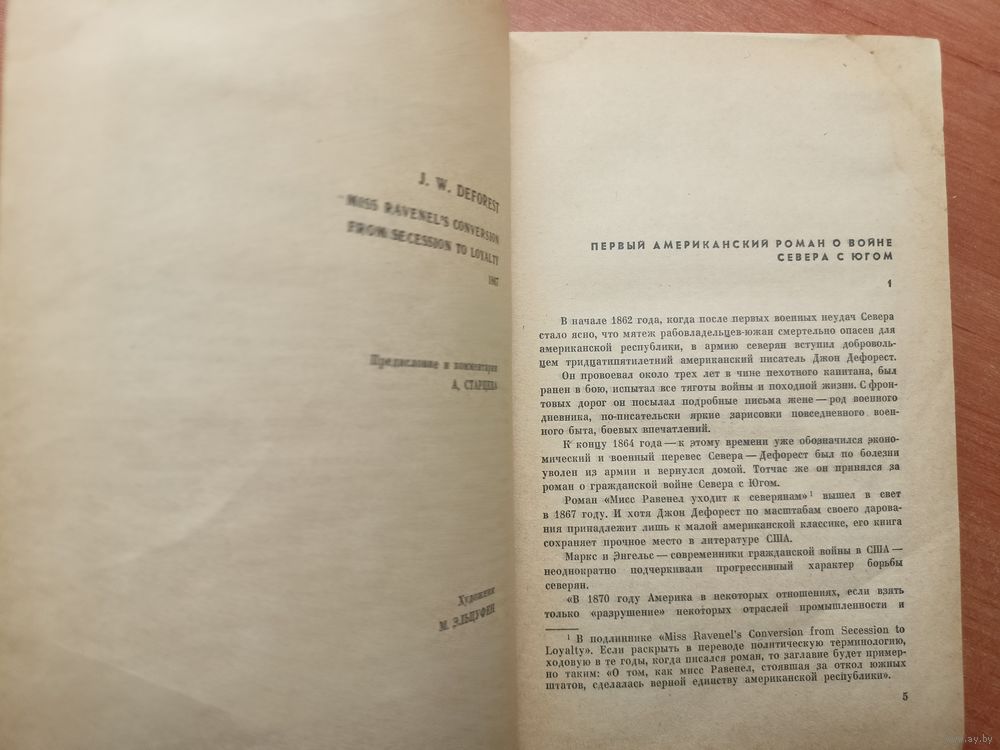 J. W. DEFOREST
MISS RAVENEL'S CONVERSION
FROM SECESSION TO LOYALTY
1867
Предисловие и комментарии
А. СТАРЦЕВА
Художник
М. ЭЛЬЦУФЕН
ПЕРВЫЙ АМЕРИКАНСКИЙ РОМАН О ВОЙНЕ
СЕВЕРА С ЮГОМ
1
В начале 1862 года, когда после первых военных неудач Севера
стало ясно, что мятеж рабовладельцев-южан смертельно опасен для
американской республики, в армию северян вступил доброволь-
цем тридцатипятилетний американский писатель Джон Дефорест.
Он провоевал около трех лет в чине пехотного капитана, был
ранен в бою, испытал все тяготы войны и походной жизни. С фрон-
товых дорог он посылал подробные письма жене — род военного
дневника, по-писательски яркие зарисовки повседневного воен-
ного быта, боевых впечатлений.
К концу 1864 года — к этому времени уже обозначился эконо-
мический и военный перевес Севера — Дефорест был по болезни
уволен из армии и вернулся домой. Тотчас же он принялся за
роман о гражданской войне Севера с Югом.
Роман «Мисс Равенел уходит к северянам» ¹ вышел в свет
в 1867 году. И хотя Джон Дефорест по масштабам своего дарова-
ния принадлежит лишь к малой американской классике, его книга
сохраняет прочное место в литературе США.
Маркс и Энгельс — современники гражданской войны в США —
неоднократно подчеркивали прогрессивный характер борьбы
северян.
«В 1870 году Америка в некоторых отношениях, если взять
только «разрушение» некоторых отраслей промышленности и
¹ В подлиннике «Miss Ravenel's Conversion from Secession to
Loyalty». Если раскрыть в переводе политическую терминологию,
ходовую в те годы, когда писался роман, то заглавие будет пример-
но таким: «О том, как мисс Равенел, стоявшая за откол южных
штатов, сделалась верной единству американской республики».
5
www.ay.by